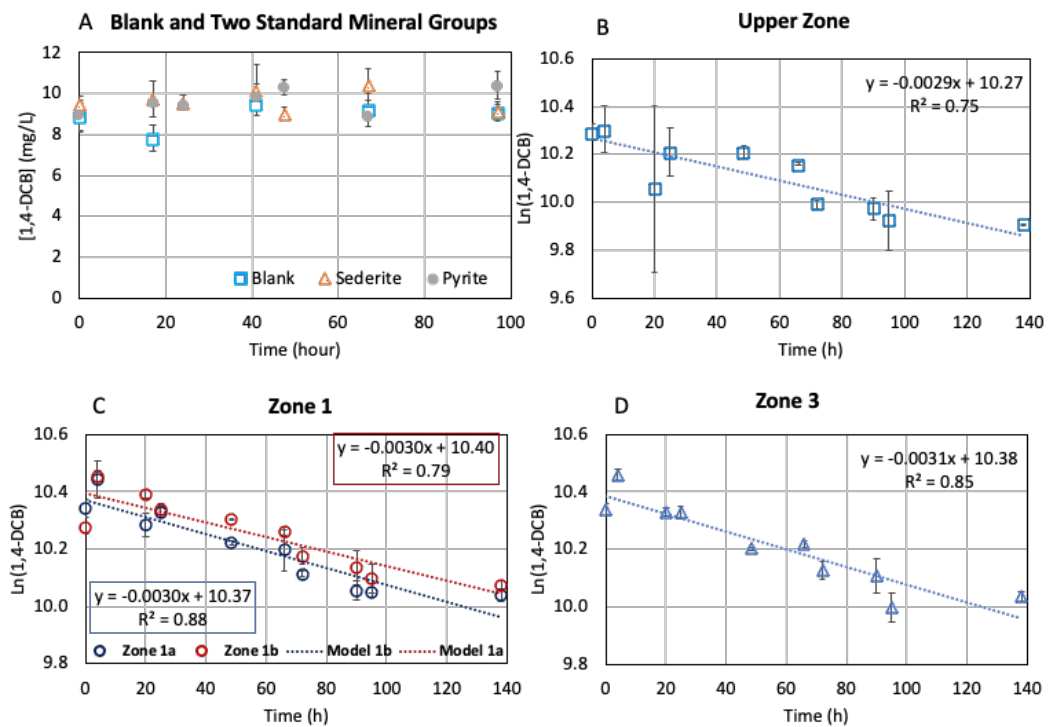 A Blank and Two Standard Mineral Groups
[1,4-DCB] (mg/L)
12
10
8
6
4
2
0
Blank Sederite Pyrite
0 20 40 60 80 100
Time (hour)
B Upper Zone
y = -0.0029x + 10.27
R² = 0.75
Ln(1,4-DCB)
10.6
10.4
10.2
10.0
9.8
9.6
0 20 40 60 80 100 120 140
Time (h)
C Zone 1
y = -0.0030x + 10.40
R² = 0.79
Ln(1,4-DCB)
10.6
10.4
10.2
10.0
9.8
y = -0.0030x + 10.37
R² = 0.88
Zone 1a Zone 1b Model 1b Model 1a
0 20 40 60 80 100 120 140
Time (h)
D Zone 3
y = -0.0031x + 10.38
R² = 0.85
Ln(1,4-DCB)
10.6
10.4
10.2
10.0
9.8
0 20 40 60 80 100 120 140
Time (h)